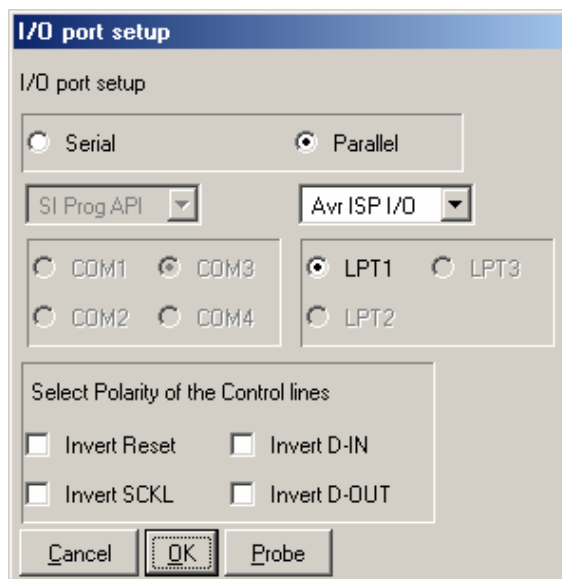 I/O port setup
I/O port setup
Serial Parallel
SI Prog API Avr ISP I/O
COM1 COM3 LPT1 LPT3
COM2 COM4 LPT2
Select Polarity of the Control lines
Invert Reset Invert D-IN
Invert SCKL Invert D-OUT
Cancel OK Probe